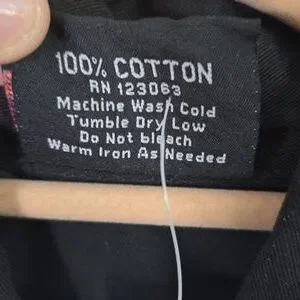 100% COTTON
RN 123063
Machine Wash Cold
Tumble Dry Low
Do Not bleach
Warm Iron As Needed